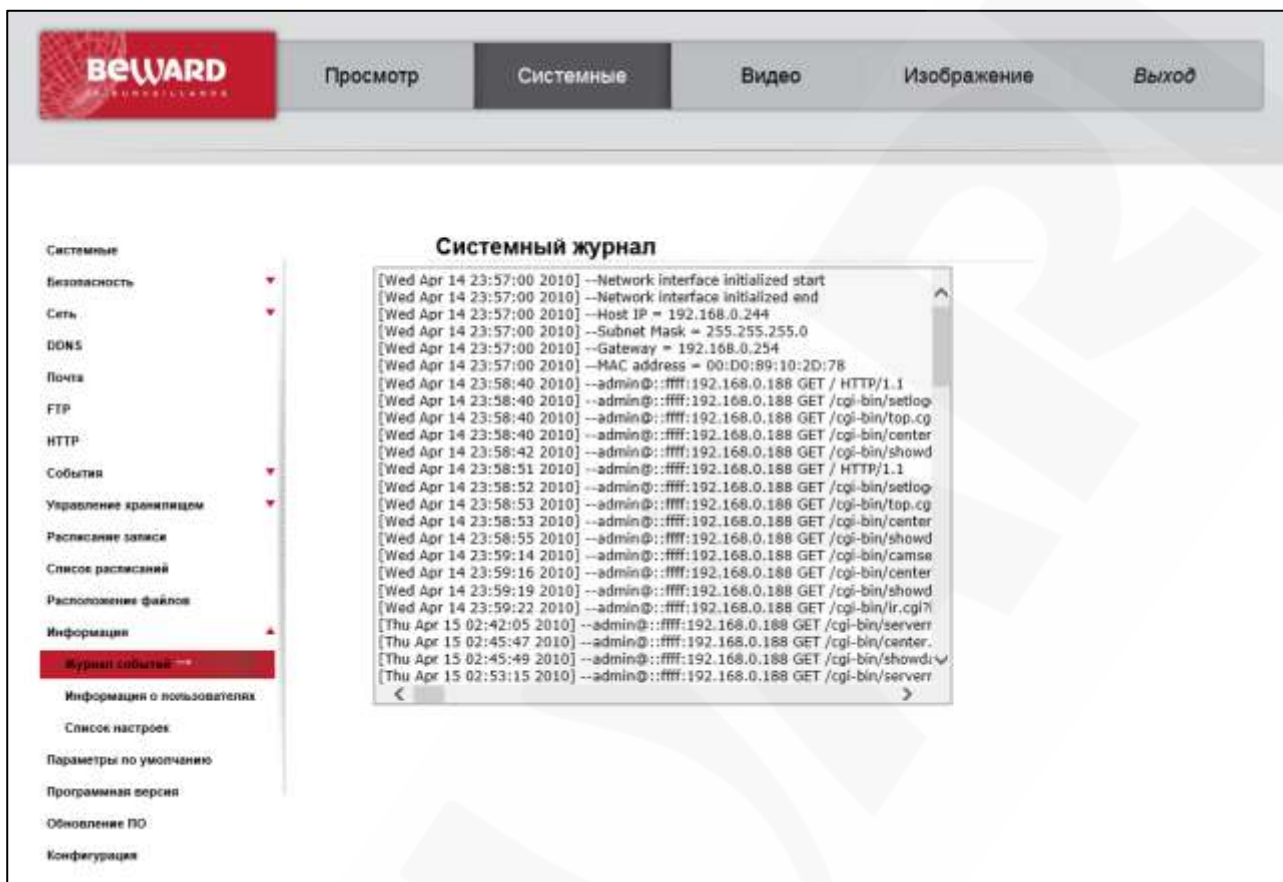 BEWARD
IP SURVEILLANCE
Просмотр
Системные
Видео
Изображение
Выход
Системные
Безопасность
Сеть
DDNS
Почта
FTP
HTTP
События
Управление хранилищем
Расписание записи
Список расписаний
Расположение файлов
Информация
Журнал событий
Информация о пользователях
Список настроек
Параметры по умолчанию
Программная версия
Обновление ПО
Конфигурация
Системный журнал
[Wed Apr 14 23:57:00 2010] --Network interface initialized start
[Wed Apr 14 23:57:00 2010] --Network interface initialized end
[Wed Apr 14 23:57:00 2010] --Host IP = 192.168.0.244
[Wed Apr 14 23:57:00 2010] --Subnet Mask = 255.255.255.0
[Wed Apr 14 23:57:00 2010] --Gateway = 192.168.0.254
[Wed Apr 14 23:57:00 2010] --MAC address = 00:D0:89:10:2D:78
[Wed Apr 14 23:58:40 2010] --admin@::ffff:192.168.0.188 GET / HTTP/1.1
[Wed Apr 14 23:58:40 2010] --admin@::ffff:192.168.0.188 GET /cgi-bin/setlog
[Wed Apr 14 23:58:40 2010] --admin@::ffff:192.168.0.188 GET /cgi-bin/top.cg
[Wed Apr 14 23:58:40 2010] --admin@::ffff:192.168.0.188 GET /cgi-bin/center
[Wed Apr 14 23:58:42 2010] --admin@::ffff:192.168.0.188 GET /cgi-bin/showd
[Wed Apr 14 23:58:51 2010] --admin@::ffff:192.168.0.188 GET / HTTP/1.1
[Wed Apr 14 23:58:52 2010] --admin@::ffff:192.168.0.188 GET /cgi-bin/setlog
[Wed Apr 14 23:58:53 2010] --admin@::ffff:192.168.0.188 GET /cgi-bin/top.cg
[Wed Apr 14 23:58:53 2010] --admin@::ffff:192.168.0.188 GET /cgi-bin/center
[Wed Apr 14 23:58:55 2010] --admin@::ffff:192.168.0.188 GET /cgi-bin/showd
[Wed Apr 14 23:59:14 2010] --admin@::ffff:192.168.0.188 GET /cgi-bin/camse
[Wed Apr 14 23:59:16 2010] --admin@::ffff:192.168.0.188 GET /cgi-bin/center
[Wed Apr 14 23:59:19 2010] --admin@::ffff:192.168.0.188 GET /cgi-bin/showd
[Wed Apr 14 23:59:22 2010] --admin@::ffff:192.168.0.188 GET /cgi-bin/ir.cgi?
[Thu Apr 15 02:42:05 2010] --admin@::ffff:192.168.0.188 GET /cgi-bin/serverr
[Thu Apr 15 02:45:47 2010] --admin@::ffff:192.168.0.188 GET /cgi-bin/center.
[Thu Apr 15 02:45:49 2010] --admin@::ffff:192.168.0.188 GET /cgi-bin/showda
[Thu Apr 15 02:53:15 2010] --admin@::ffff:192.168.0.188 GET /cgi-bin/serverr